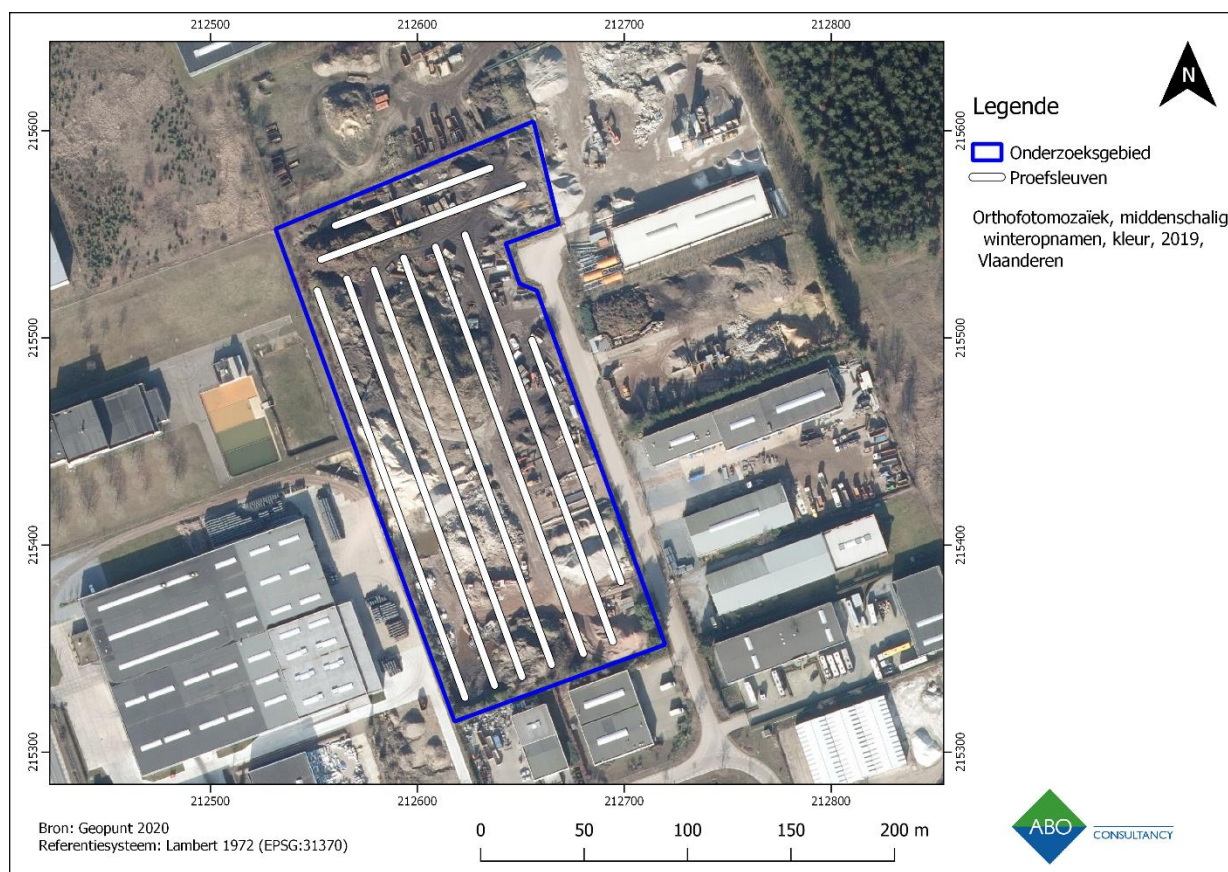 212500
212600
212700
212800
215600
215600
N
Legende
Onderzoeksgebied
Proefsleuven
Orthofotomozaïek, middenschalig
winteropnamen, kleur, 2019,
Vlaanderen
215500
215500
215400
215400
215300
215300
212500
212600
212700
212800
Bron: Geopunt 2020
Referentiesysteem: Lambert 1972 (EPSG:31370)
0 50 100 150 200 m
ABO CONSULTANCY